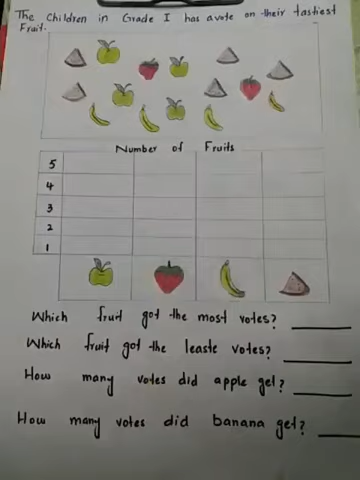 The Children in Grade I has a vote on their tastiest
Fruit.
Number of Fruits
5
4
3
2
1
Which fruit got the most votes?
Which fruit got the leaste votes?
How many votes did apple get?
How many votes did banana get?